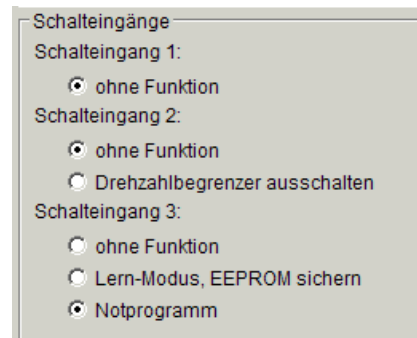 Schalteingänge
Schalteingang 1:
ohne Funktion
Schalteingang 2:
ohne Funktion
Drehzahlbegrenzer ausschalten
Schalteingang 3:
ohne Funktion
Lern-Modus, EEPROM sichern
Notprogramm